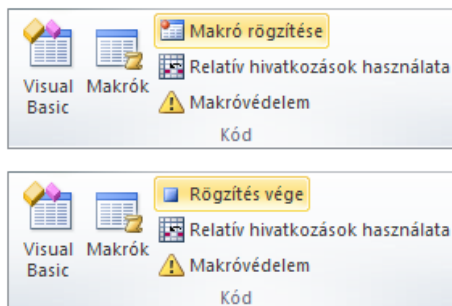 Makró rögzítése
Relatív hivatkozások használata
Visual Basic
Makrók
Makróvédelem
Kód
Rögzítés vége
Relatív hivatkozások használata
Visual Basic
Makrók
Makróvédelem
Kód